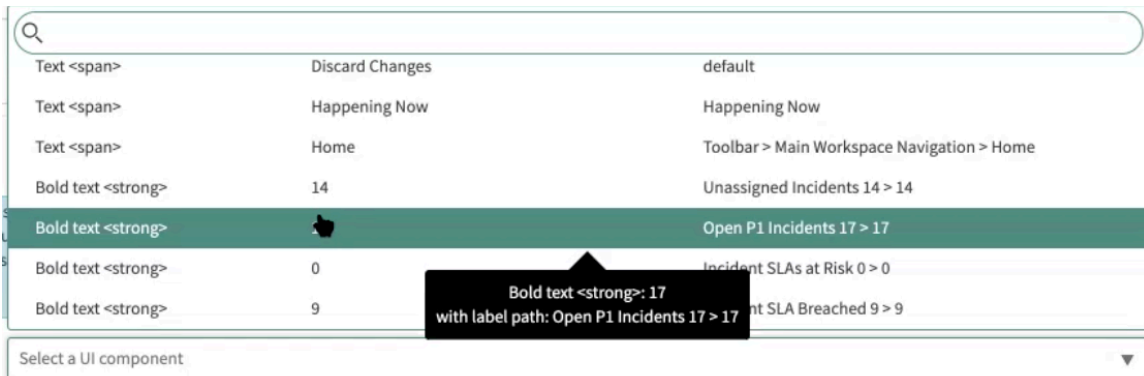 Text <span> Discard Changes default
Text <span> Happening Now Happening Now
Text <span> Home Toolbar > Main Workspace Navigation > Home
Bold text <strong> 14 Unassigned Incidents 14 > 14
Bold text <strong> Open P1 Incidents 17 > 17
Bold text <strong> 0 Incident SLAs at Risk 0 > 0
Bold text <strong>: 17
Bold text <strong> 9 SLA Breached 9 > 9
with label path: Open P1 Incidents 17 > 17
Select a UI component